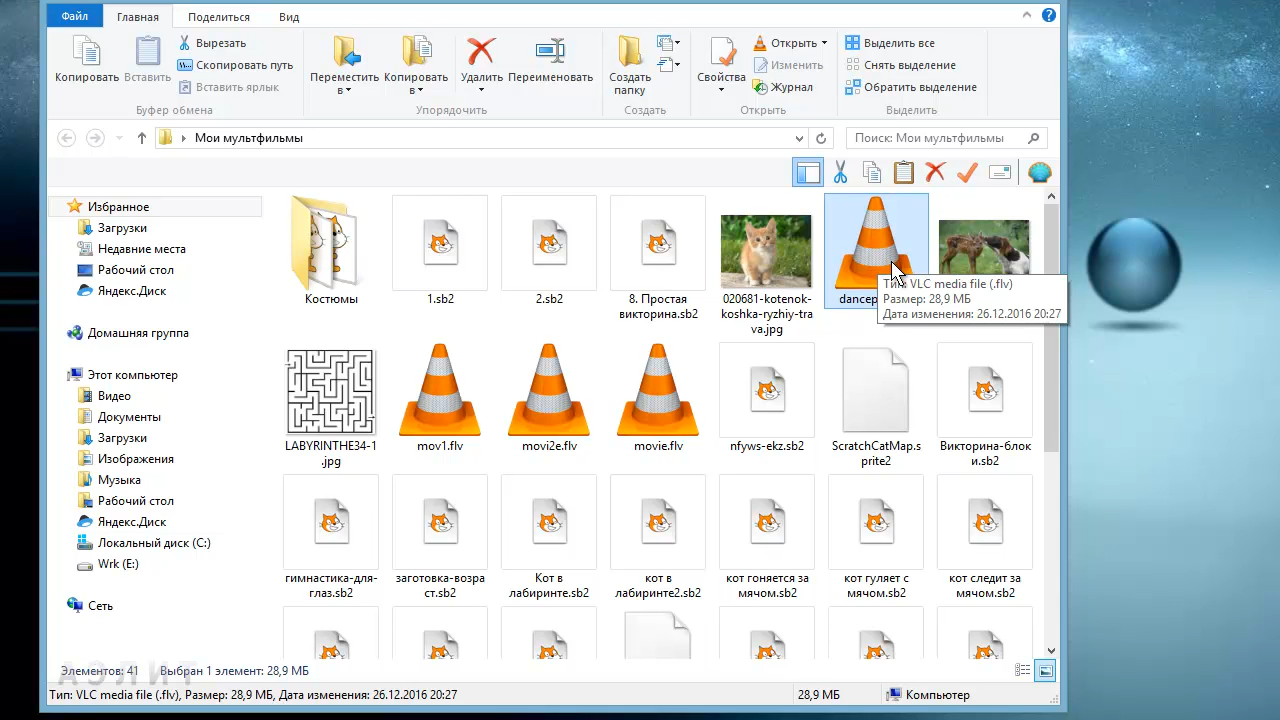 Файл
Главная
Поделиться
Вид
Копировать
Вставить
Вырезать
Скопировать путь
Вставить ярлык
Буфер обмена
Переместить в
Копировать в
Удалить
Переименовать
Упорядочить
Создать папку
Создать
Свойства
Открыть
Изменить
Журнал
Открыть
Выделить все
Снять выделение
Обратить выделение
Выделить
Мои мультфильмы
Поиск: Мои мультфильмы
Избранное
Загрузки
Недавние места
Рабочий стол
Яндекс.Диск
Домашняя группа
Этот компьютер
Видео
Документы
Загрузки
Изображения
Музыка
Рабочий стол
Яндекс.Диск
Локальный диск (C:)
Wrk (E:)
Сеть
Костюмы
1.sb2
2.sb2
8. Простая
викторина.sb2
020681-kotenok-
koshka-ryzhiy-tra
va.jpg
Тип: VLC media file (.flv)
Размер: 28,9 МБ
Дата изменения: 26.12.2016 20:27
LABYRINTHE34-1
.jpg
mov1.flv
movi2e.flv
movie.flv
nfyws-ekz.sb2
ScratchCatMap.s
prite2
Викторина-блок
и.sb2
гимнастика-для-
глаз.sb2
заготовка-возра
ст.sb2
Кот в
лабиринте.sb2
кот в
лабиринте2.sb2
кот гоняется за
мячом.sb2
кот гуляет с
мячом.sb2
кот следит за
мячом.sb2
АЭЛИТ
Элементов: 41
Выбран 1 элемент: 28,9 МБ
Тип: VLC media file (.flv), Размер: 28,9 МБ, Дата изменения: 26.12.2016 20:27
28,9 МБ
Компьютер